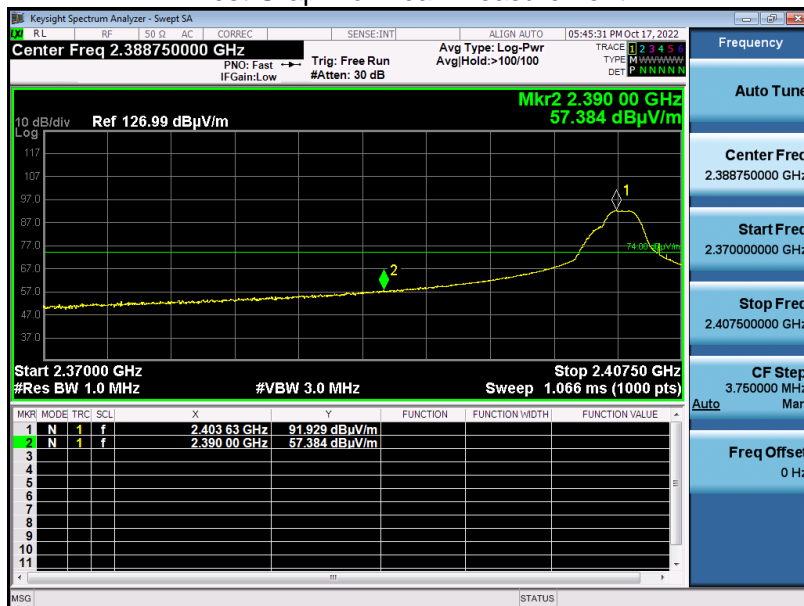 Keysight Spectrum Analyzer - Swept SA
RL RF 50 Ω AC CORREC SENSE:INT ALIGN AUTO 05:45:31 PM Oct 17, 2022
Center Freq 2.388750000 GHz
PNO: Fast
IFGain:Low
Trig: Free Run
#Atten: 30 dB
Avg Type: Log-Pwr
Avg|Hold:>100/100
TRACE 1 2 3 4 5 6
TYPE M W W W W W
DET P N N N N N
Mkr2 2.390 00 GHz
57.384 dBµV/m
10 dB/div Ref 126.99 dBµV/m
Log
117
107
97.0
87.0
77.0
67.0
57.0
47.0
37.0
1
2
Start 2.37000 GHz Stop 2.40750 GHz
#Res BW 1.0 MHz #VBW 3.0 MHz Sweep 1.066 ms (1000 pts)
MKR MODE TRC SCL X Y FUNCTION FUNCTION WIDTH FUNCTION VALUE
1 N 1 f 2.403 63 GHz 91.929 dBµV/m
2 N 1 f 2.390 00 GHz 57.384 dBµV/m
3
4
5
6
7
8
9
10
11
MSG STATUS
Frequency
Auto Tune
Center Freq
2.388750000 GHz
Start Freq
2.370000000 GHz
Stop Freq
2.407500000 GHz
CF Step
3.750000 MHz
Auto Man
Freq Offset
0 Hz